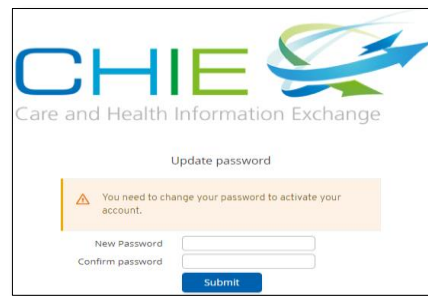 CHIE
Care and Health Information Exchange
Update password
You need to change your password to activate your
account.
New Password
Confirm password
Submit